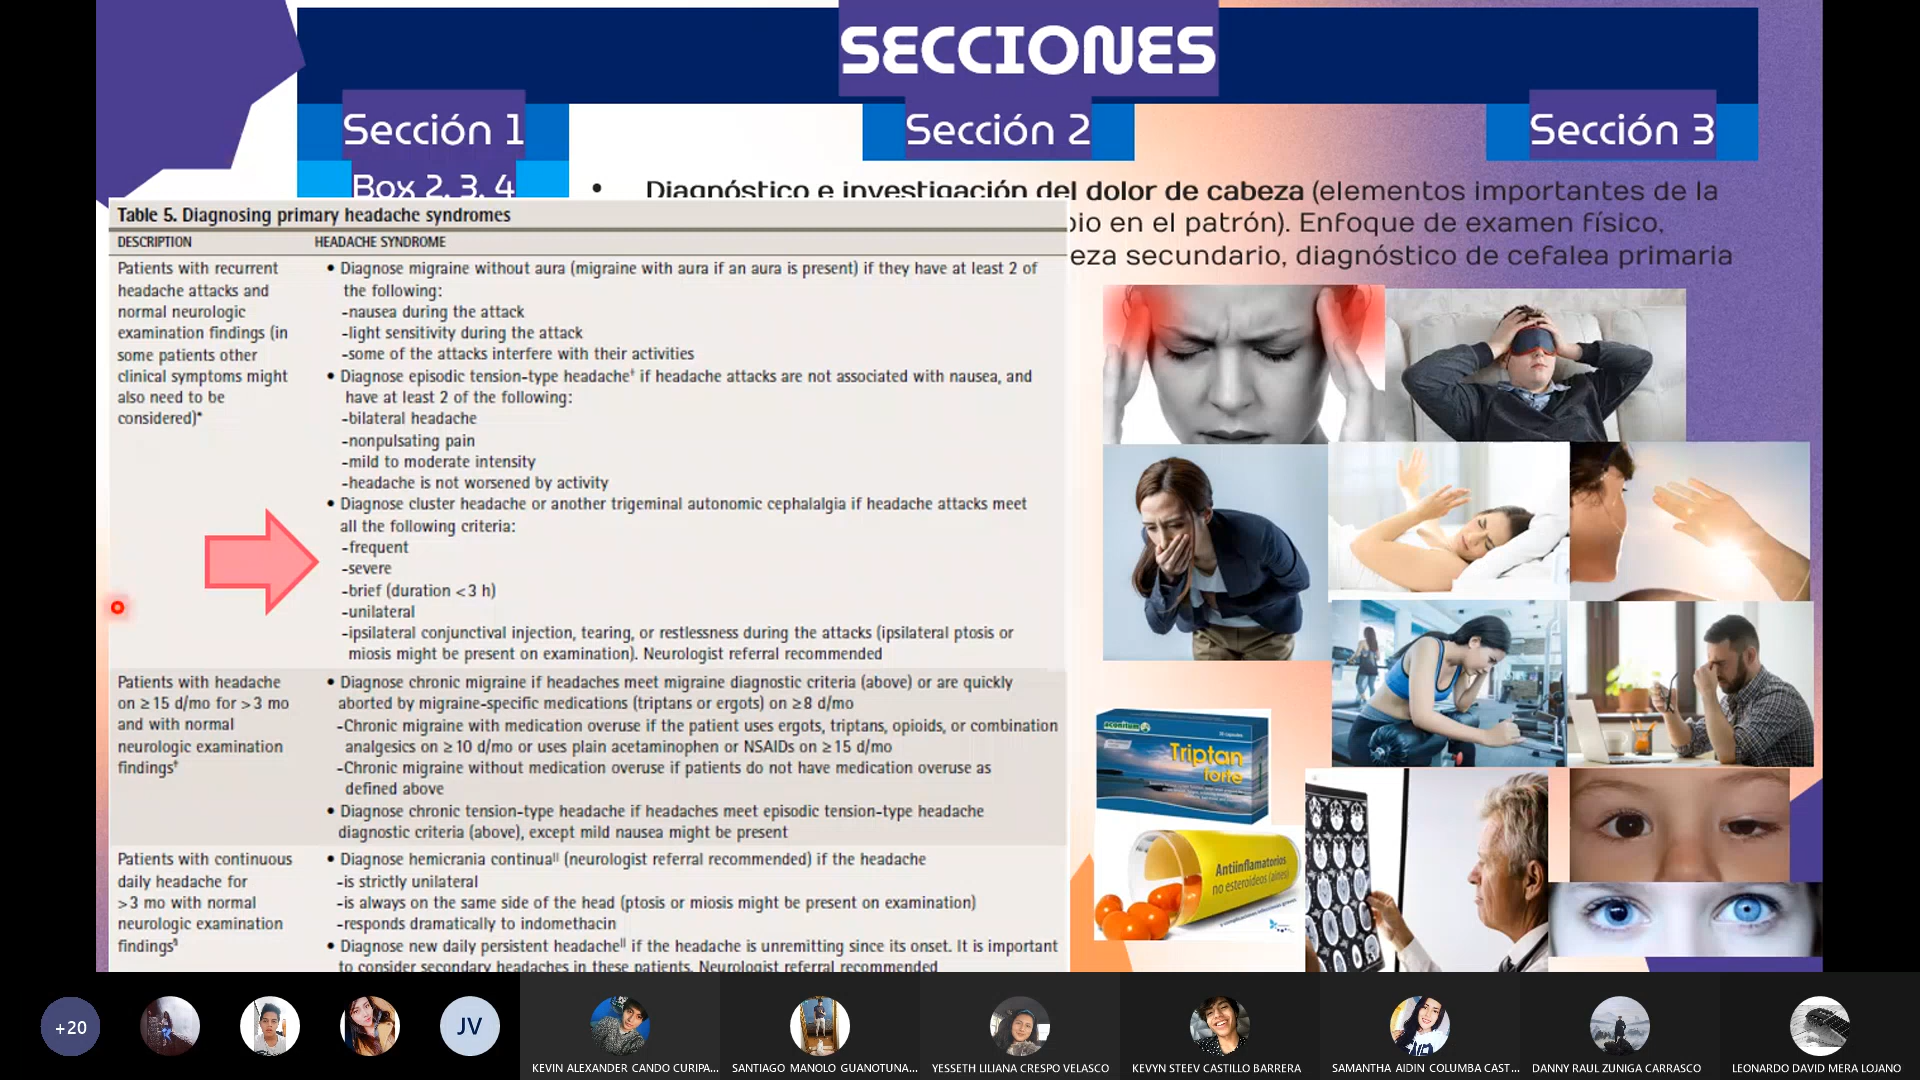 SECCIONES
Sección 1
Sección 2
Sección 3
Box 2, 3, 4
• Diagnóstico e investigación del dolor de cabeza (elementos importantes de la
bio en el patrón). Enfoque de examen físico,
eza secundario, diagnóstico de cefalea primaria
Table 5. Diagnosing primary headache syndromes
DESCRIPTION
HEADACHE SYNDROME
Patients with recurrent
headache attacks and
normal neurologic
examination findings (in
some patients other
clinical symptoms might
also need to be
considered)*
• Diagnose migraine without aura (migraine with aura if an aura is present) if they have at least 2 of
the following:
-nausea during the attack
-light sensitivity during the attack
-some of the attacks interfere with their activities
• Diagnose episodic tension-type headache† if headache attacks are not associated with nausea, and
have at least 2 of the following:
-bilateral headache
-nonpulsating pain
-mild to moderate intensity
-headache is not worsened by activity
• Diagnose cluster headache or another trigeminal autonomic cephalalgia if headache attacks meet
all the following criteria:
-frequent
-severe
-brief (duration <3 h)
-unilateral
-ipsilateral conjunctival injection, tearing, or restlessness during the attacks (ipsilateral ptosis or
miosis might be present on examination). Neurologist referral recommended
Patients with headache
on ≥15 d/mo for >3 mo
and with normal
neurologic examination
findings†
• Diagnose chronic migraine if headaches meet migraine diagnostic criteria (above) or are quickly
aborted by migraine-specific medications (triptans or ergots) on ≥8 d/mo
-Chronic migraine with medication overuse if the patient uses ergots, triptans, opioids, or combination
analgesics on ≥10 d/mo or uses plain acetaminophen or NSAIDs on ≥15 d/mo
-Chronic migraine without medication overuse if patients do not have medication overuse as
defined above
• Diagnose chronic tension-type headache if headaches meet episodic tension-type headache
diagnostic criteria (above), except mild nausea might be present
Patients with continuous
daily headache for
>3 mo with normal
neurologic examination
findings§
• Diagnose hemicrania continua|| (neurologist referral recommended) if the headache
-is strictly unilateral
-is always on the same side of the head (ptosis or miosis might be present on examination)
-responds dramatically to indomethacin
• Diagnose new daily persistent headache|| if the headache is unremitting since its onset. It is important
to consider secondary headaches in these patients. Neurologist referral recommended
aconitum
Triptan
forte
Antiinflamatorios
no esteroideos (aines)
+20
JV
KEVIN ALEXANDER CANDO CURIPA...
SANTIAGO MANOLO GUANOTUNA...
YESSETH LILIANA CRESPO VELASCO
KEVYN STEEV CASTILLO BARRERA
SAMANTHA AIDIN COLUMBA CAST...
DANNY RAUL ZUNIGA CARRASCO
LEONARDO DAVID MERA LOJANO